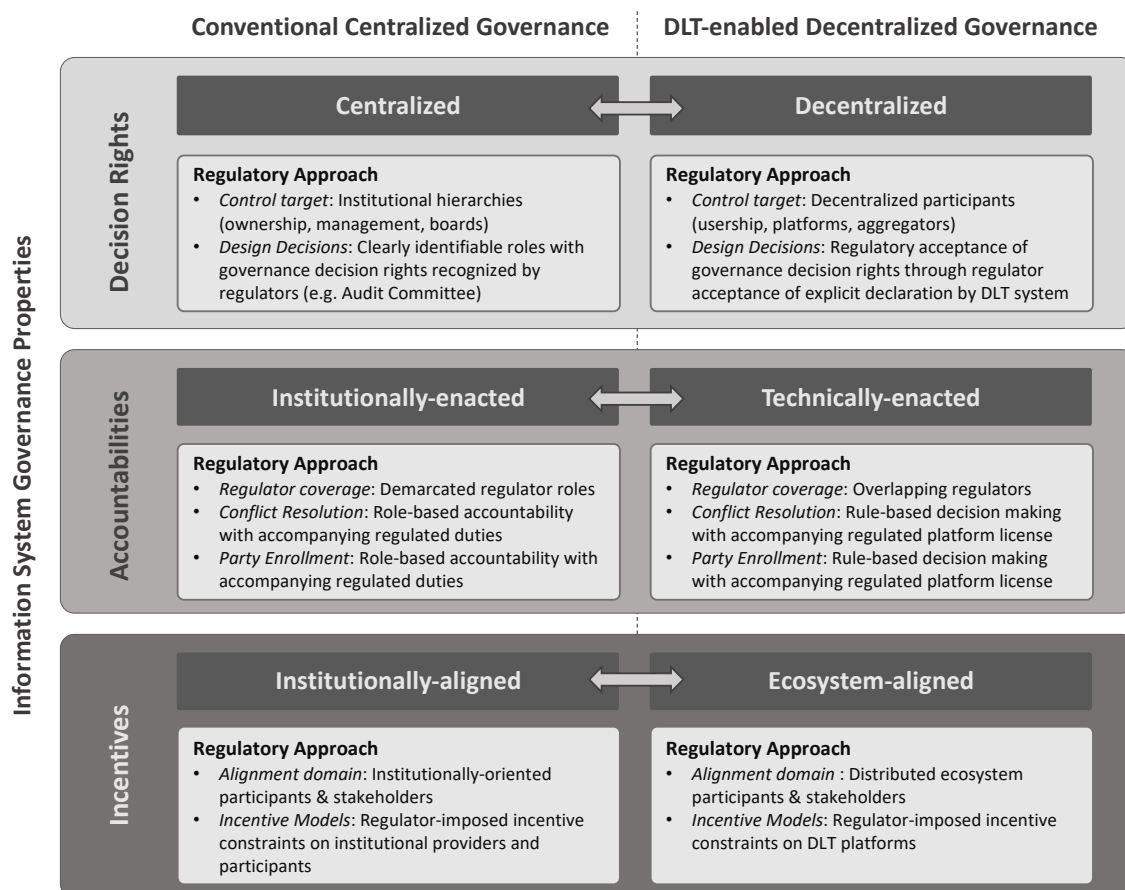 Conventional Centralized Governance
DLT-enabled Decentralized Governance
Information System Governance Properties
Decision Rights
Centralized
Decentralized
Regulatory Approach
• Control target: Institutional hierarchies
(ownership, management, boards)
• Design Decisions: Clearly identifiable roles with
governance decision rights recognized by
regulators (e.g. Audit Committee)
Regulatory Approach
• Control target: Decentralized participants
(usership, platforms, aggregators)
• Design Decisions: Regulatory acceptance of
governance decision rights through regulator
acceptance of explicit declaration by DLT system
Accountabilities
Institutionally-enacted
Technically-enacted
Regulatory Approach
• Regulator coverage: Demarcated regulator roles
• Conflict Resolution: Role-based accountability
with accompanying regulated duties
• Party Enrollment: Role-based accountability with
accompanying regulated duties
Regulatory Approach
• Regulator coverage: Overlapping regulators
• Conflict Resolution: Rule-based decision making
with accompanying regulated platform license
• Party Enrollment: Rule-based decision making
with accompanying regulated platform license
Incentives
Institutionally-aligned
Ecosystem-aligned
Regulatory Approach
• Alignment domain: Institutionally-oriented
participants & stakeholders
• Incentive Models: Regulator-imposed incentive
constraints on institutional providers and
participants
Regulatory Approach
• Alignment domain : Distributed ecosystem
participants & stakeholders
• Incentive Models: Regulator-imposed incentive
constraints on DLT platforms